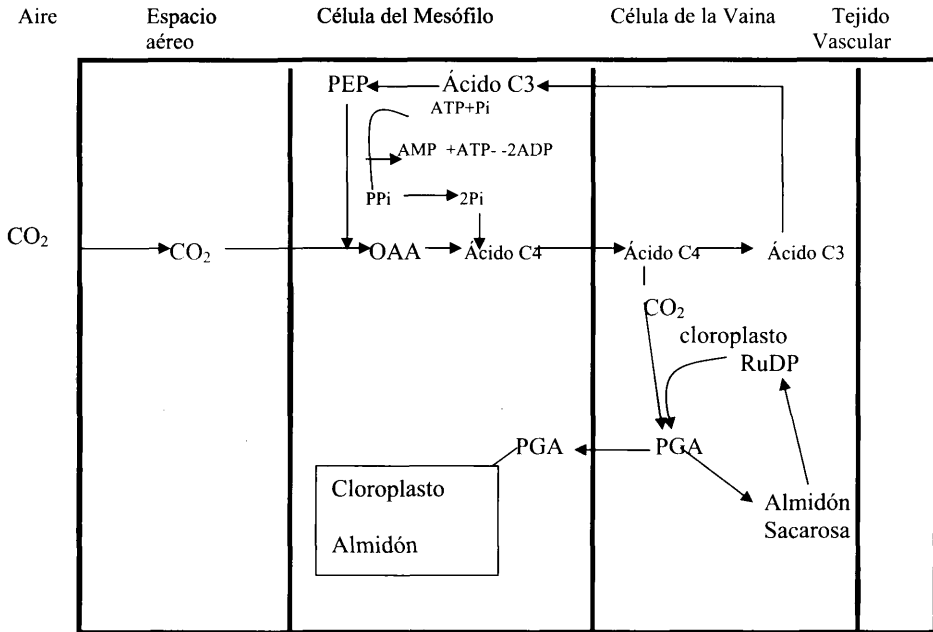 Aire
Espacio
aéreo
Célula del Mesófilo
Célula de la Vaina
Tejido
Vascular
PEP
Ácido C3
ATP+Pi
AMP +ATP- -2ADP
PPi
2Pi
CO₂
CO₂
OAA
Ácido C4
Ácido C4
Ácido C3
CO₂
cloroplasto
RuDP
PGA
PGA
Cloroplasto
Almidón
Almidón
Sacarosa